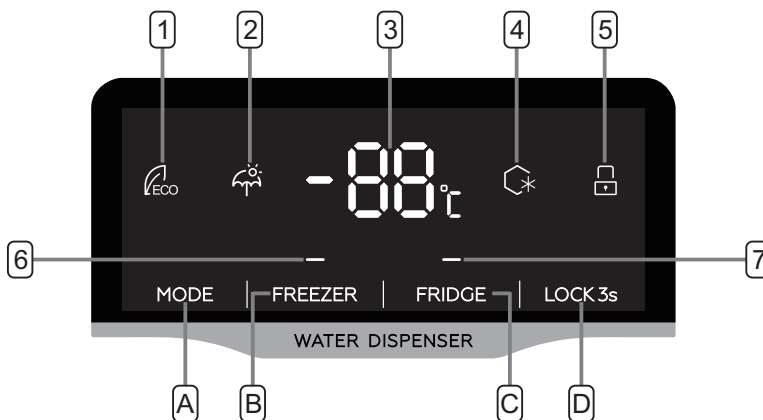 1 2 3 4 5
ECO -88°C
6 7
MODE FREEZER FRIDGE LOCK 3s
WATER DISPENSER
A B C D